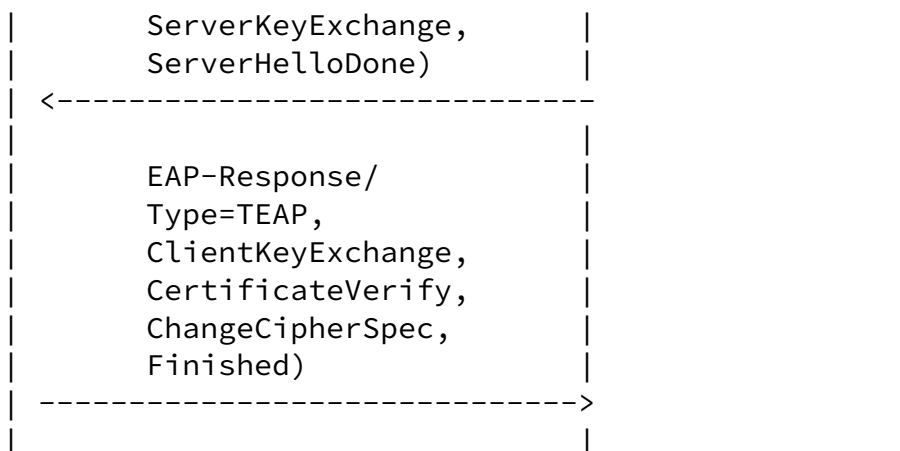 |       ServerKeyExchange,       |
|       ServerHelloDone)         |
| <-------------------------------
|                                |
|       EAP-Response/            |
|       Type=TEAP,               |
|       ClientKeyExchange,       |
|       CertificateVerify,       |
|       ChangeCipherSpec,        |
|       Finished)                |
| ------------------------------>
|                                |